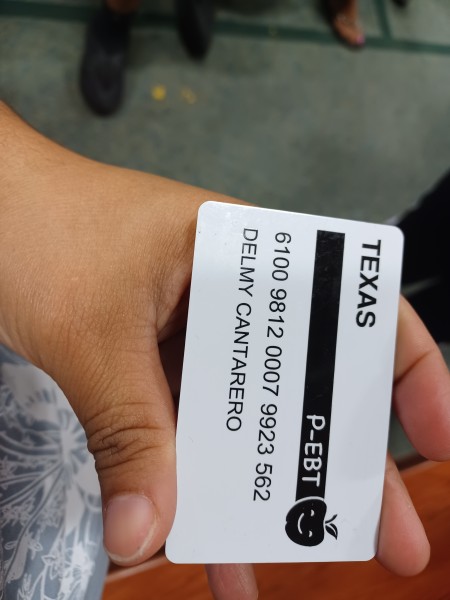 TEXAS
P-EBT
6100 9812 0007 9923 562
DELMY CANTARERO